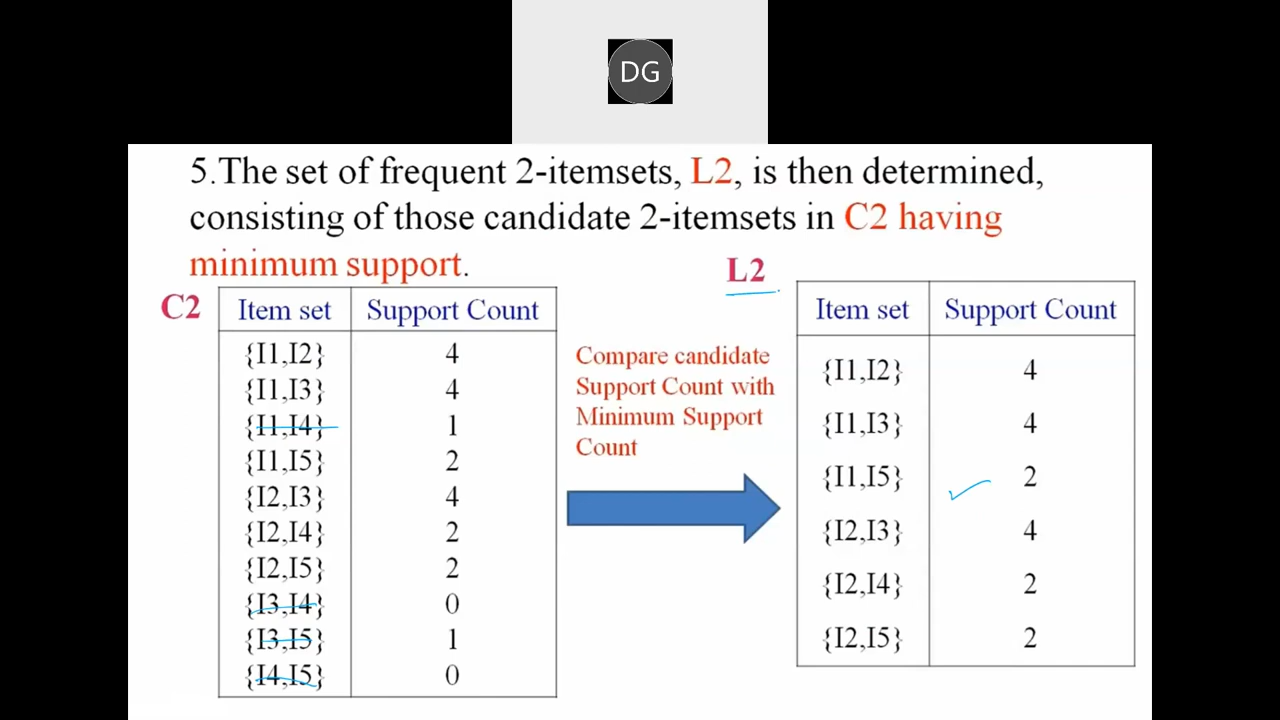 DG
5.The set of frequent 2-itemsets, L2, is then determined,
consisting of those candidate 2-itemsets in C2 having
minimum support.
C2
Item set Support Count
{I1,I2} 4
{I1,I3} 4
{I1,I4} 1
{I1,I5} 2
{I2,I3} 4
{I2,I4} 2
{I2,I5} 2
{I3,I4} 0
{I3,I5} 1
{I4,I5} 0
Compare candidate
Support Count with
Minimum Support
Count
L2
Item set Support Count
{I1,I2} 4
{I1,I3} 4
{I1,I5} 2
{I2,I3} 4
{I2,I4} 2
{I2,I5} 2